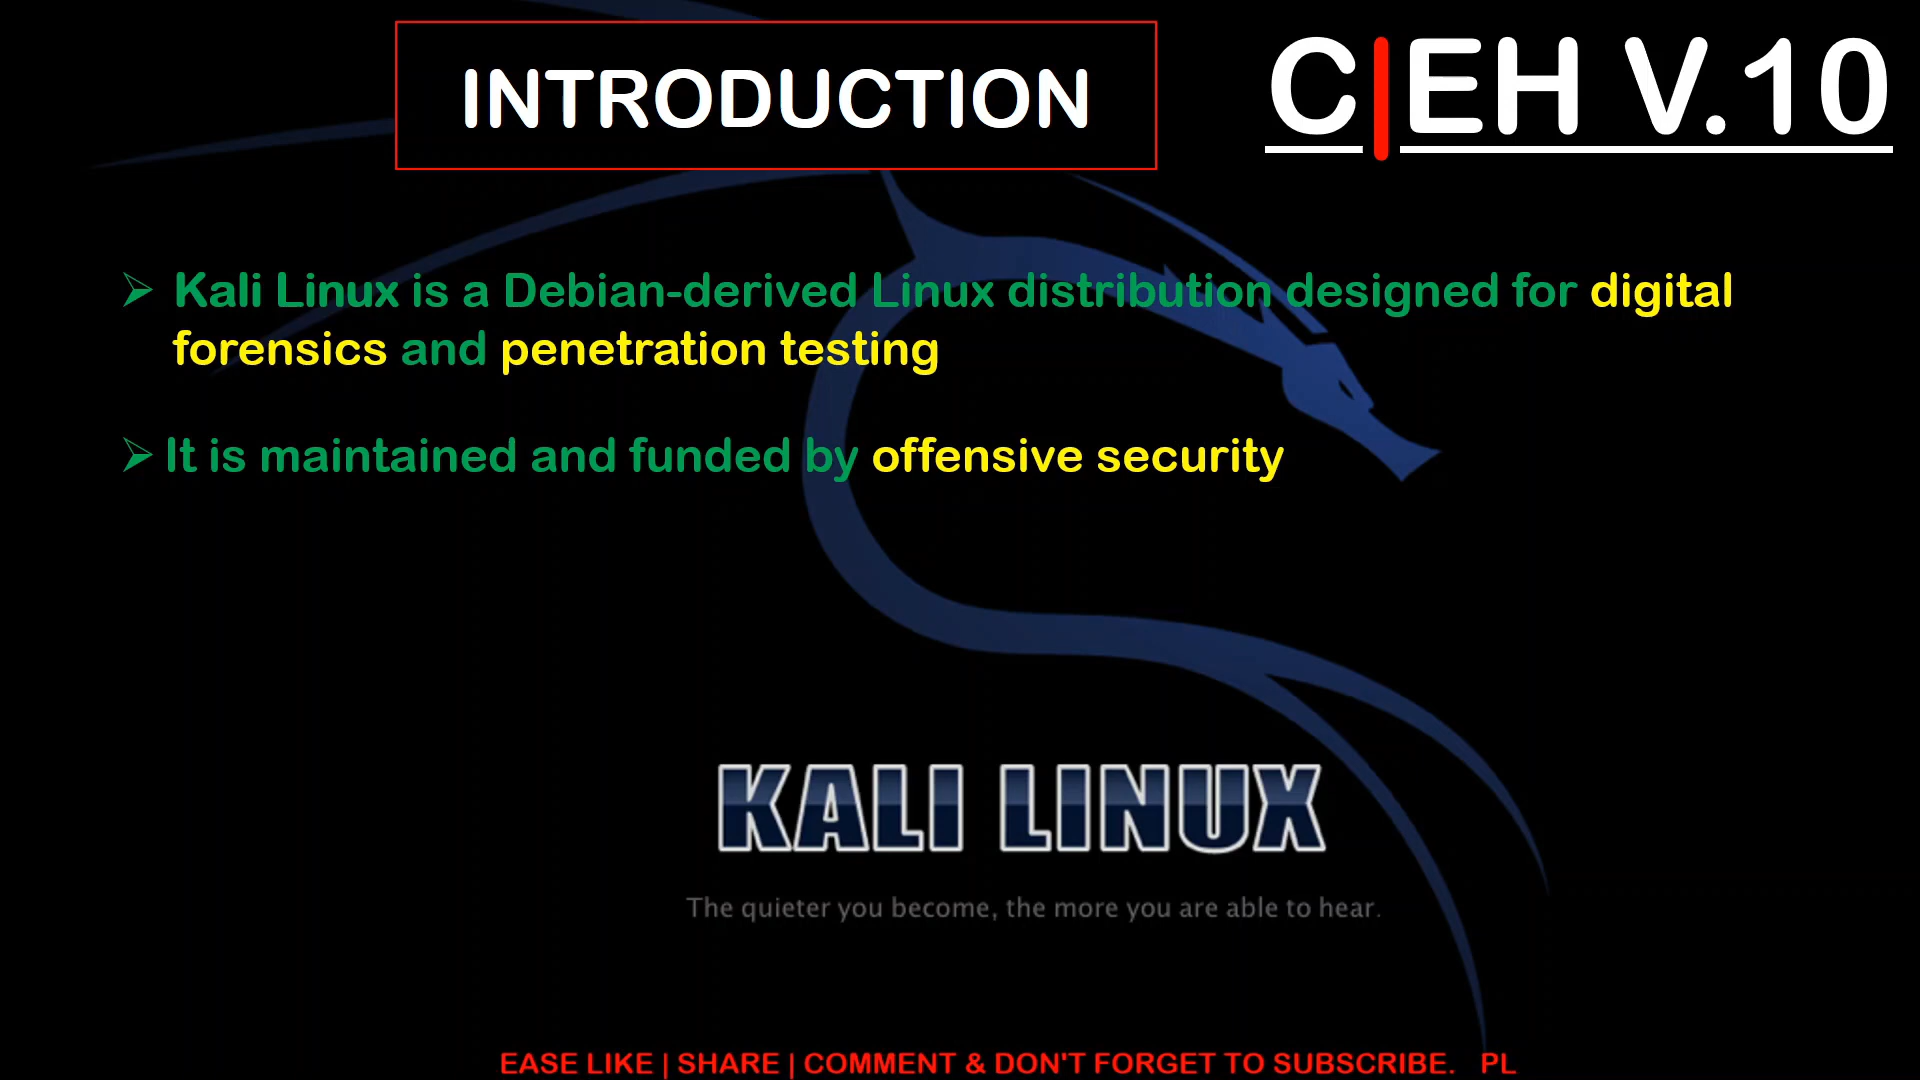 INTRODUCTION
C|EH V.10
➢ Kali Linux is a Debian-derived Linux distribution designed for digital
forensics and penetration testing
➢ It is maintained and funded by offensive security
KALI LINUX
The quieter you become, the more you are able to hear.
EASE LIKE | SHARE | COMMENT & DON'T FORGET TO SUBSCRIBE. PL